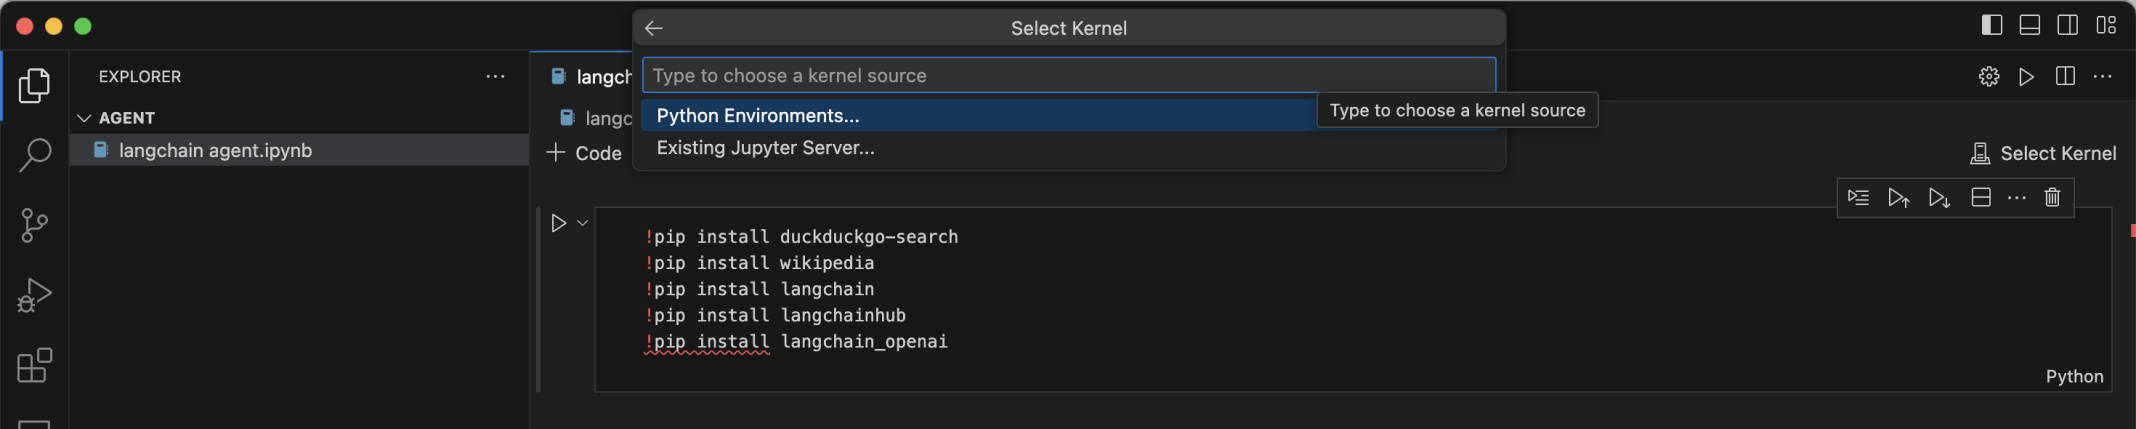 Select Kernel
Type to choose a kernel source
Python Environments...
Type to choose a kernel source
Existing Jupyter Server...
EXPLORER
AGENT
langchain agent.ipynb
langch
langc
Code
Select Kernel
!pip install duckduckgo-search
!pip install wikipedia
!pip install langchain
!pip install langchainhub
!pip install langchain_openai
Python